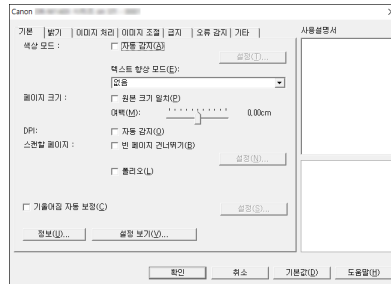 Canon
기본 | 밝기 | 이미지 처리 | 이미지 조절 | 급지 | 오류 감지 | 기타 |
사용설명서
색상 모드 :
자동 감지(A)
설정(T)...
텍스트 향상 모드(E):
없음
페이지 크기 :
원본 크기 일치(P)
여백(M):
0.00cm
DPI:
자동 감지(O)
스캔할 페이지 :
빈 페이지 건너뛰기(B)
설정(N)...
폴리오(L)
기울어짐 자동 보정(C)
설정(S)...
정보(U)...
설정 보기(V)...
확인
취소
기본값(D)
도움말(H)